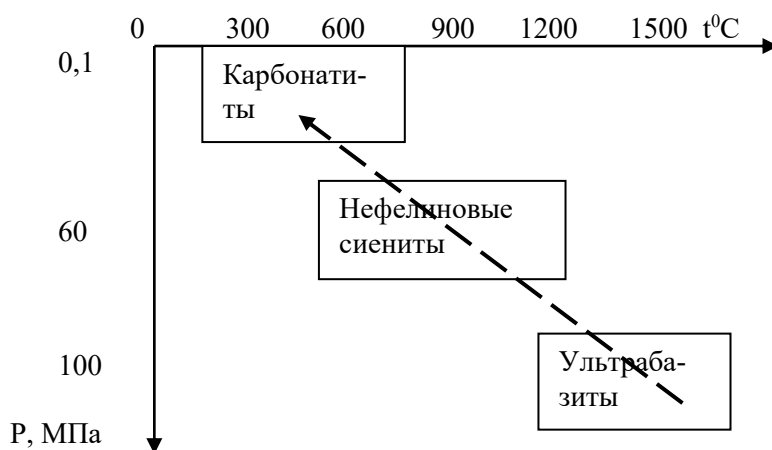 0 300 600 900 1200 1500 t⁰C
0,1
Карбонати-
ты
Нефелиновые
сиениты
60
Ультраба-
зиты
100
Р, МПа